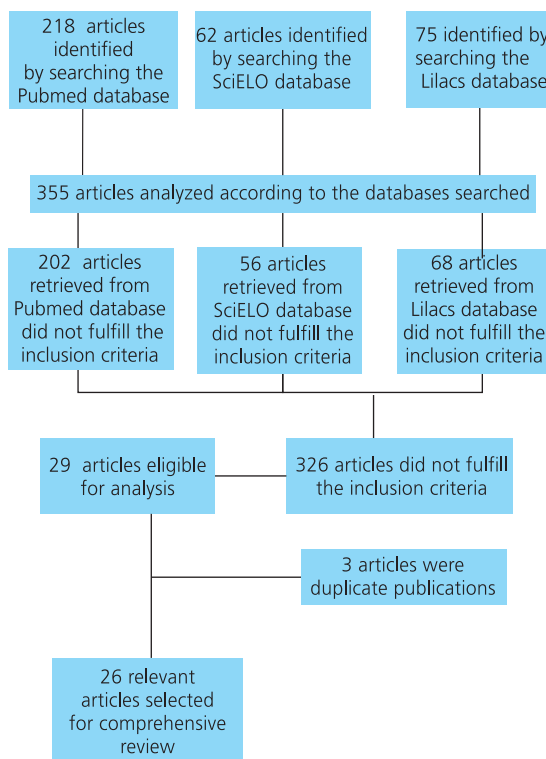 218 articles
identified
by searching the
Pubmed database
62 articles identified
by searching the
SciELO database
75 identified by
searching the
Lilacs database
355 articles analyzed according to the databases searched
202 articles
retrieved from
Pubmed database
did not fulfill the
inclusion criteria
56 articles
retrieved from
SciELO database
did not fulfill the
inclusion criteria
68 articles
retrieved from
Lilacs database
did not fulfill the
inclusion criteria
29 articles eligible
for analysis
326 articles did not fulfill
the inclusion criteria
3 articles were
duplicate publications
26 relevant
articles selected
for comprehensive
review